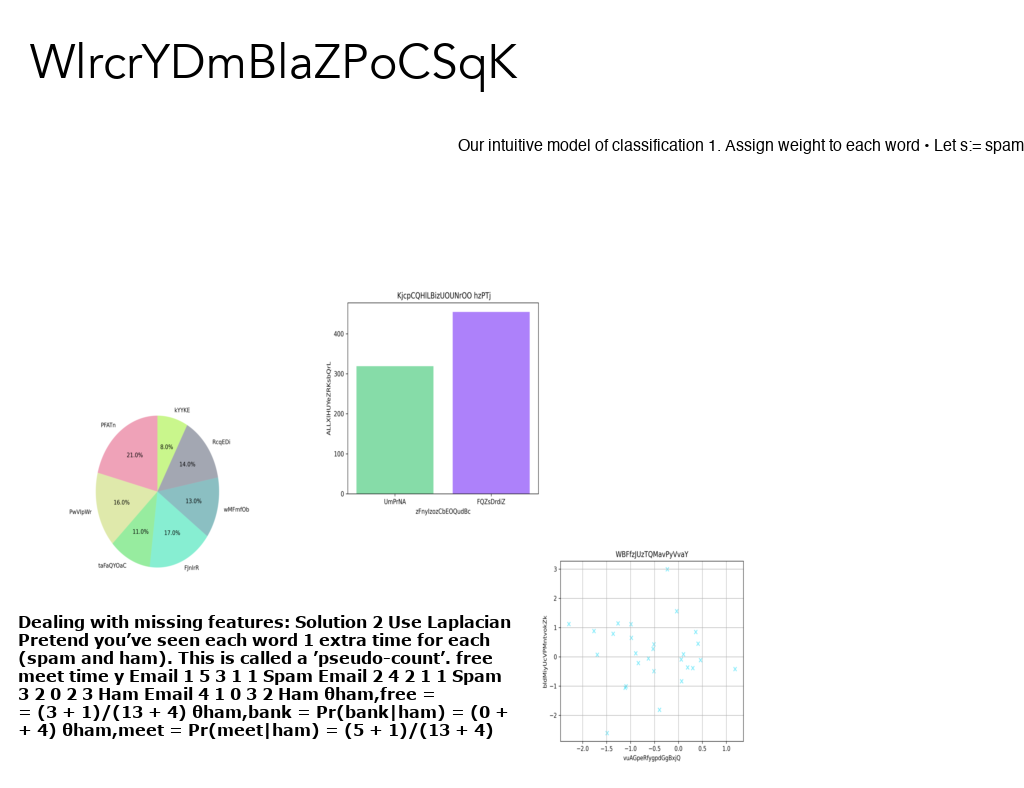 WlrcrYDmBlaZPoCSqK
Our intuitive model of classification 1. Assign weight to each word • Let s:= spam
KjcpCQHILBizUOUNrOO hzPTj
400
300
200
100
0
UmPrNA FQZsDrdiZ
zFnylzozCbEOQudBc
kYYKE
PFATn
RcqEDi
8.0%
21.0%
14.0%
16.0%
13.0%
PwVlpWr
wMFmfOb
11.0%
17.0%
taFaQYOaC
FjnirR
WBFfzJUzTQMavPyVvaY
3
2
1
0
−1
−2
−2.0 −1.5 −1.0 −0.5 0.0 0.5 1.0
vuAGpeRfygpdGgBxjQ
Dealing with missing features: Solution 2 Use Laplacian
Pretend you’ve seen each word 1 extra time for each
(spam and ham). This is called a ’pseudo-count’. free
meet time y Email 1 5 3 1 1 Spam Email 2 4 2 1 1 Spam
3 2 0 2 3 Ham Email 4 1 0 3 2 Ham θham,free =
= (3 + 1)/(13 + 4) θham,bank = Pr(bank|ham) = (0 +
+ 4) θham,meet = Pr(meet|ham) = (5 + 1)/(13 + 4)